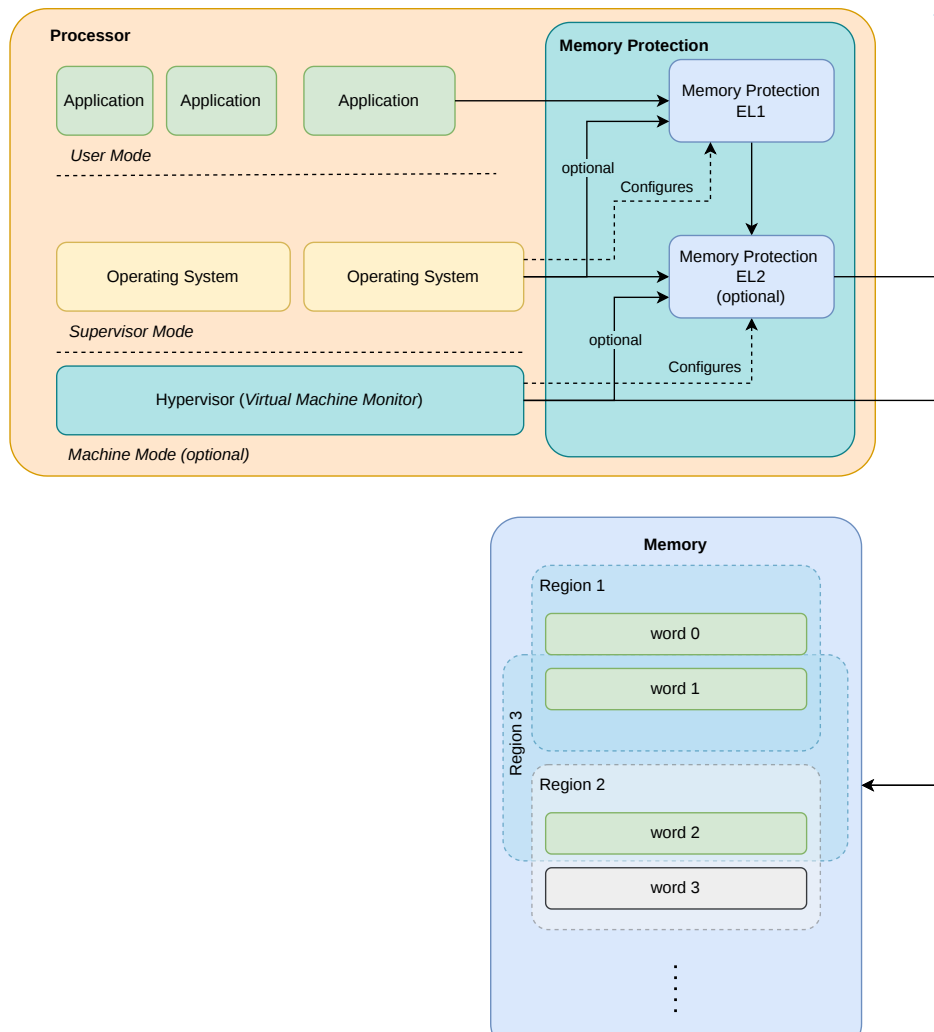 Processor
Memory Protection
Application
Application
Application
Memory Protection
EL1
User Mode
optional
Configures
Operating System
Operating System
Memory Protection
EL2
(optional)
Supervisor Mode
optional
Configures
Hypervisor (Virtual Machine Monitor)
Machine Mode (optional)
Memory
Region 1
word 0
word 1
Region 3
Region 2
word 2
word 3